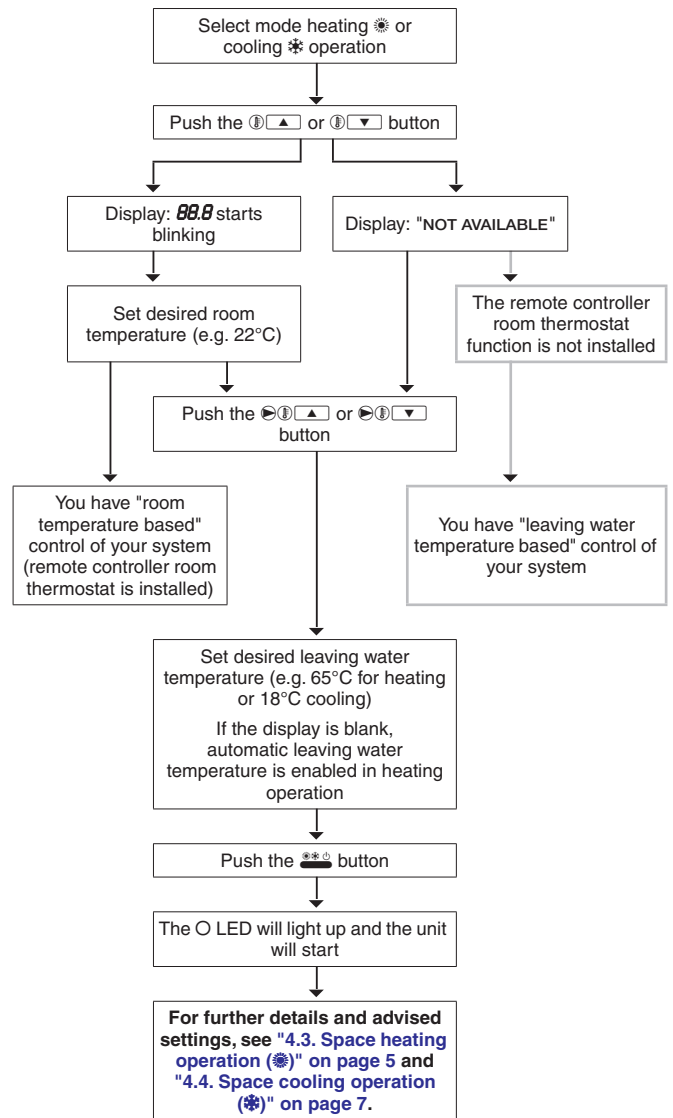 Select mode heating ☀ or
cooling ❄ operation
Push the ▲ or ▼ button
Display: 88.8 starts
blinking
Display: "NOT AVAILABLE"
Set desired room
temperature (e.g. 22°C)
The remote controller
room thermostat
function is not installed
Push the ▲ or ▼
button
You have "room
temperature based"
control of your system
(remote controller room
thermostat is installed)
You have "leaving water
temperature based" control of
your system
Set desired leaving water
temperature (e.g. 65°C for heating
or 18°C cooling)
If the display is blank,
automatic leaving water
temperature is enabled in heating
operation
Push the button
The LED will light up and the unit
will start
For further details and advised
settings, see "4.3. Space heating
operation (☀)" on page 5 and
"4.4. Space cooling operation
(❄)" on page 7.